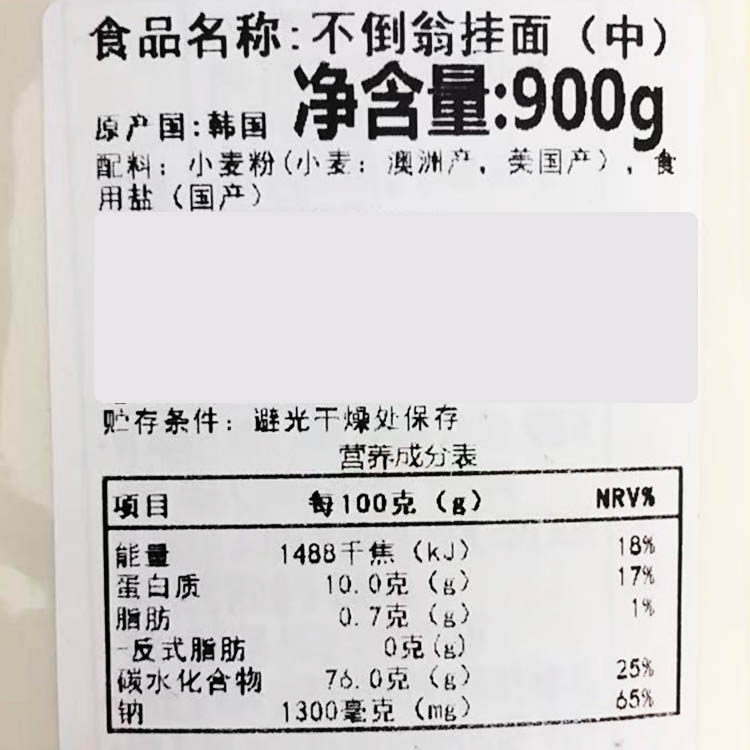 食品名称:不倒翁挂面（中）
原产国:韩国 净含量:900g
配料：小麦粉(小麦：澳洲产，美国产），食
用盐（国产）
贮存条件：避光干燥处保存
营养成分表
项目 每100克（g） NRV%
能量 1488千焦（kJ） 18%
蛋白质 10.0克（g） 17%
脂肪 0.7克（g） 1%
-反式脂肪 0克(g)
碳水化合物 76.0克（g） 25%
钠 1300毫克（mg） 65%